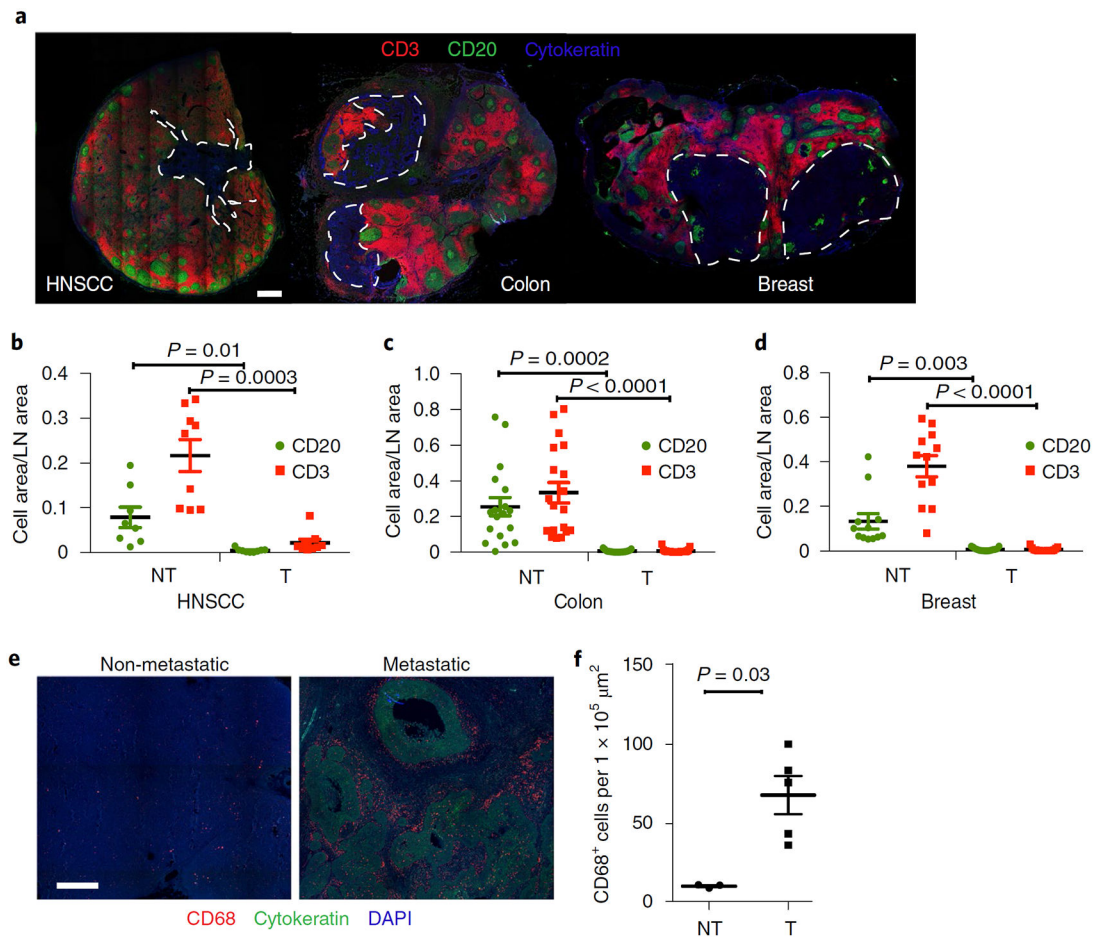 a
CD3 CD20 Cytokeratin
HNSCC
Colon
Breast
b
P = 0.01
P = 0.0003
Cell area/LN area
0.4
0.3
0.2
0.1
0
CD20
CD3
NT
T
HNSCC
c
P = 0.0002
P < 0.0001
Cell area/LN area
1.0
0.8
0.6
0.4
0.2
0
CD20
CD3
NT
T
Colon
d
P = 0.003
P < 0.0001
Cell area/LN area
0.8
0.6
0.4
0.2
0
CD20
CD3
NT
T
Breast
e
Non-metastatic
Metastatic
CD68 Cytokeratin DAPI
f
P = 0.03
CD68⁺ cells per 1 × 10⁵ µm²
150
100
50
0
NT
T